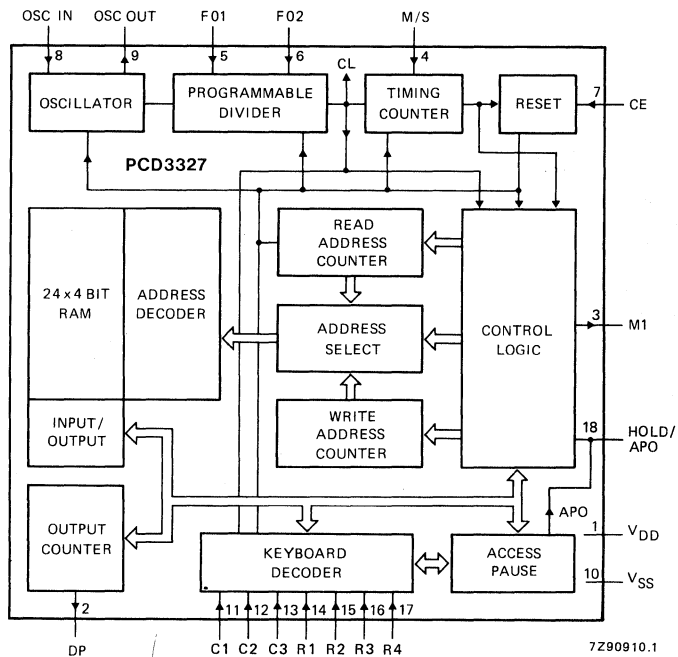 OSC IN OSC OUT F01 F02 M/S
8 9 5 6 4
CL
7
OSCILLATOR
PROGRAMMABLE
DIVIDER
TIMING
COUNTER
RESET
CE
PCD3327
READ
ADDRESS
COUNTER
24 x 4 BIT
RAM
ADDRESS
DECODER
ADDRESS
SELECT
CONTROL
LOGIC
3
M1
INPUT/
OUTPUT
WRITE
ADDRESS
COUNTER
18
HOLD/
APO
APO
OUTPUT
COUNTER
KEYBOARD
DECODER
ACCESS
PAUSE
1
VDD
10
VSS
2
11 12 13 14 15 16 17
DP
C1 C2 C3 R1 R2 R3 R4
7Z90910.1